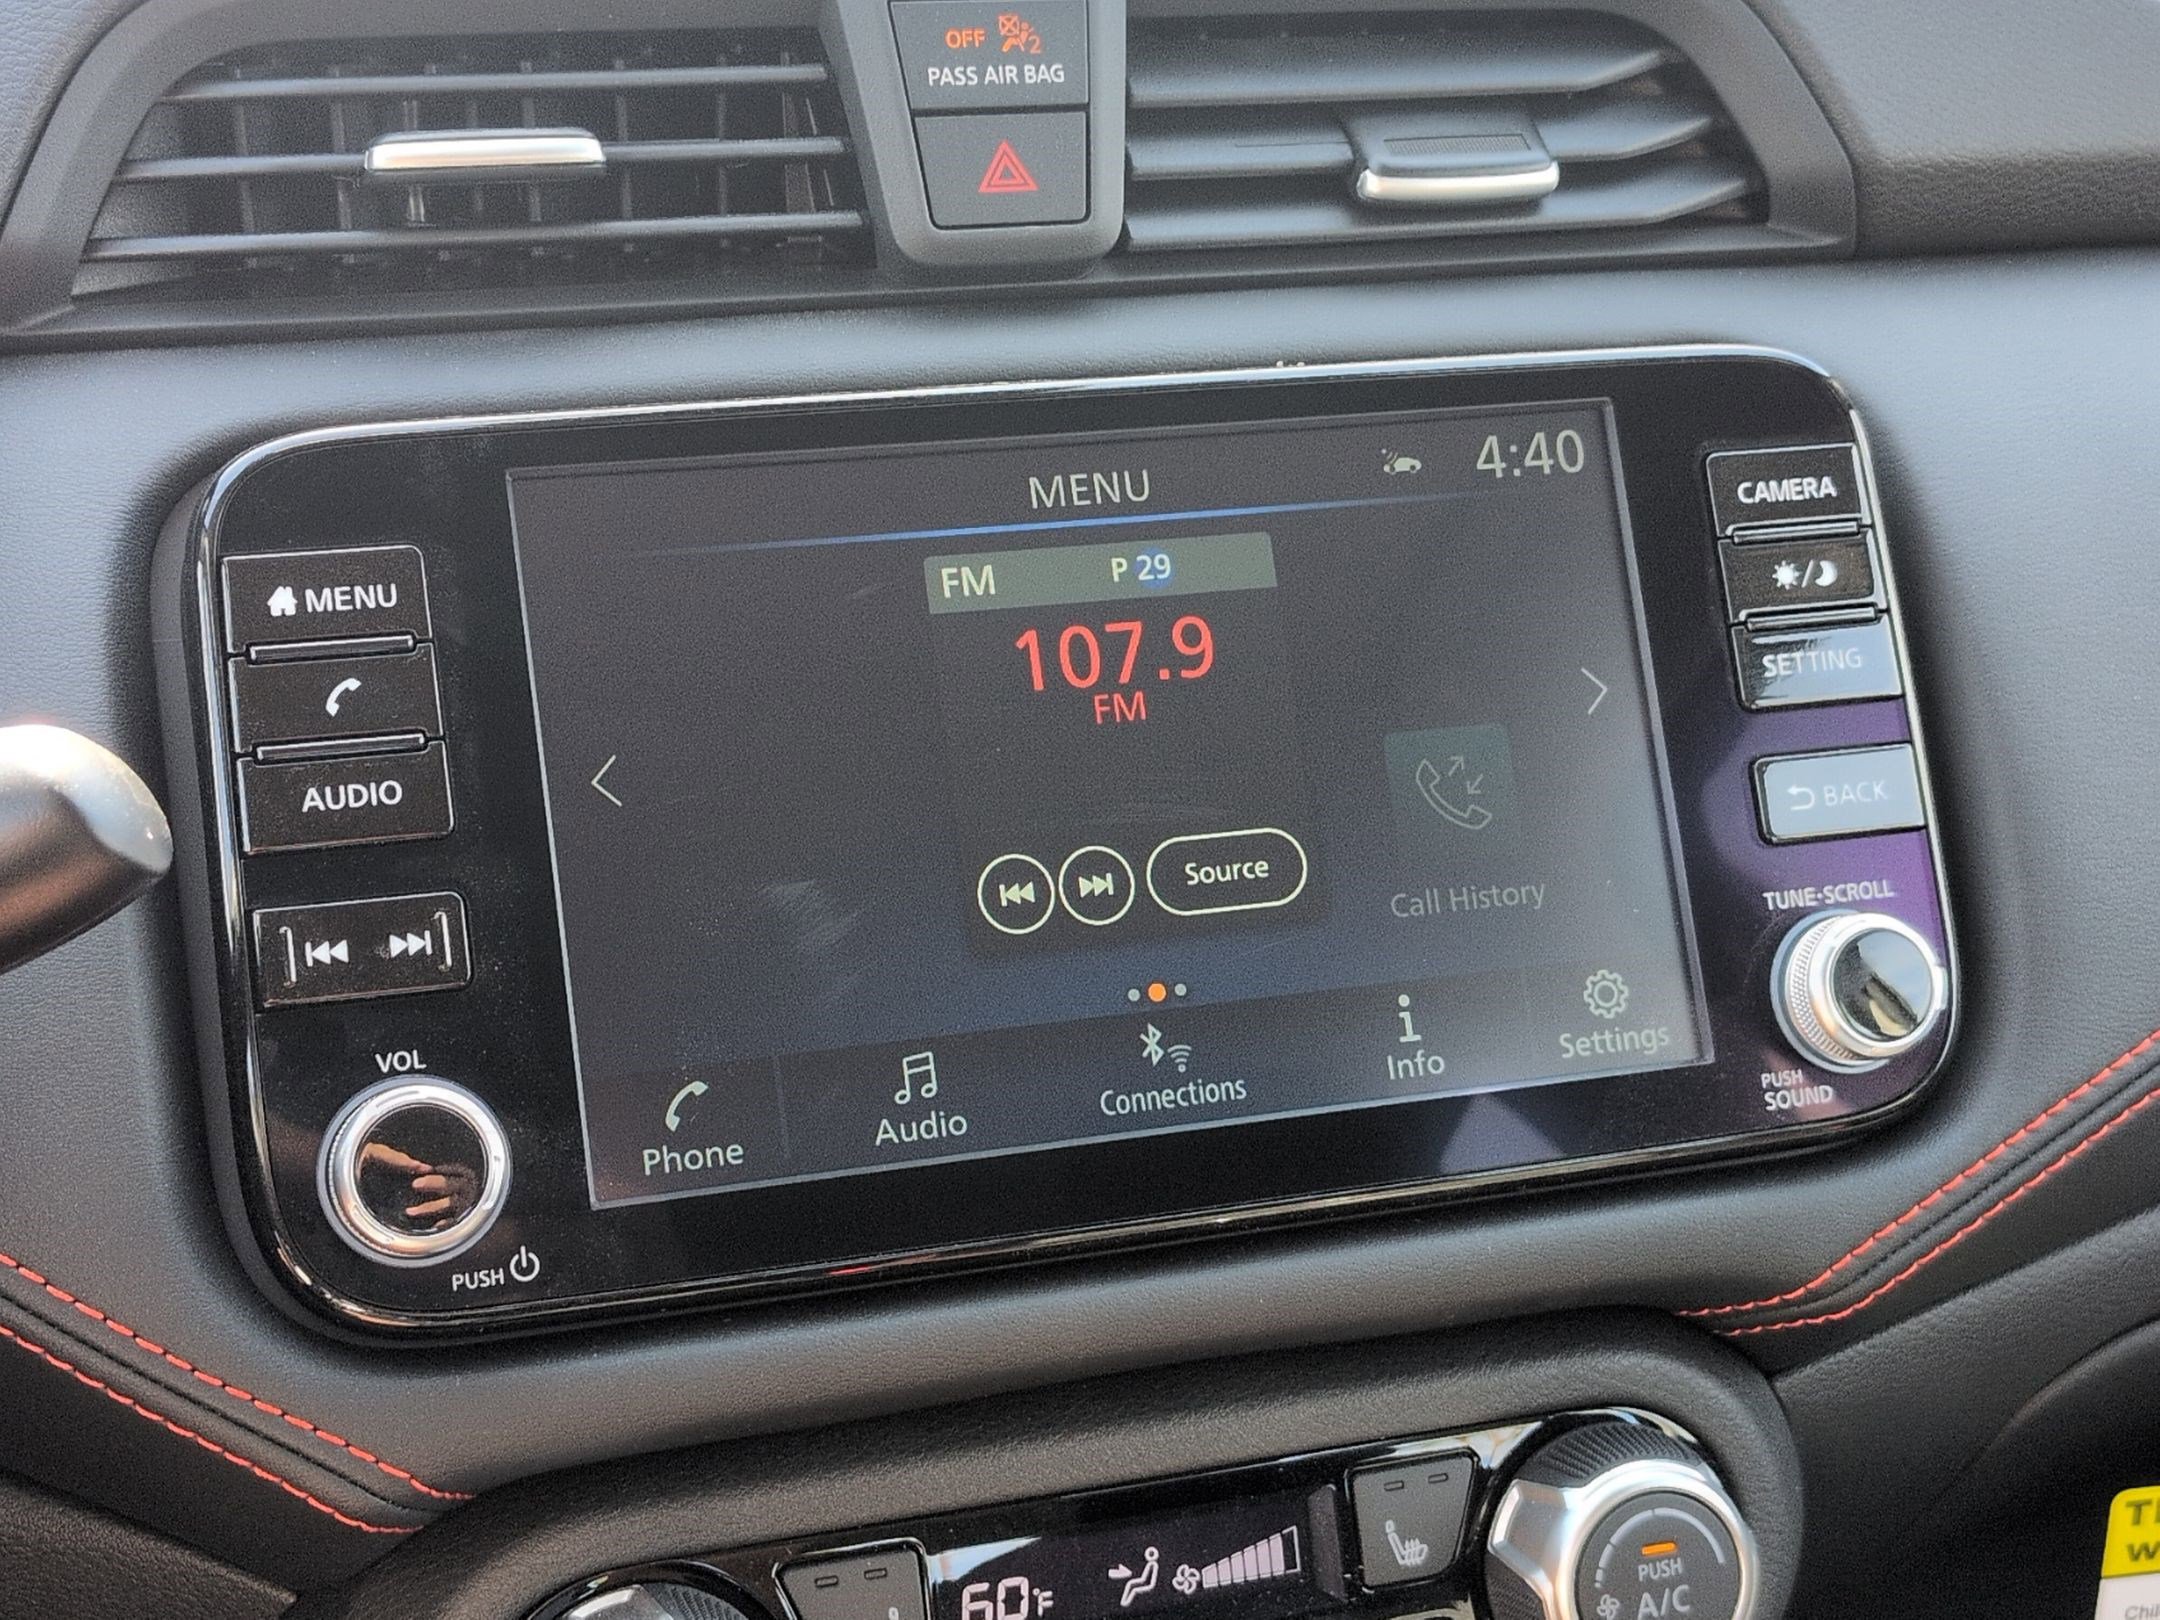 OFF 2
PASS AIR BAG
MENU
4:40
CAMERA
FM P 29
MENU
107.9
FM
SETTING
AUDIO
BACK
Source
Call History
TUNE·SCROLL
VOL
Phone
Audio
Connections
Info
Settings
PUSH
SOUND
PUSH
60°F
PUSH
A/C